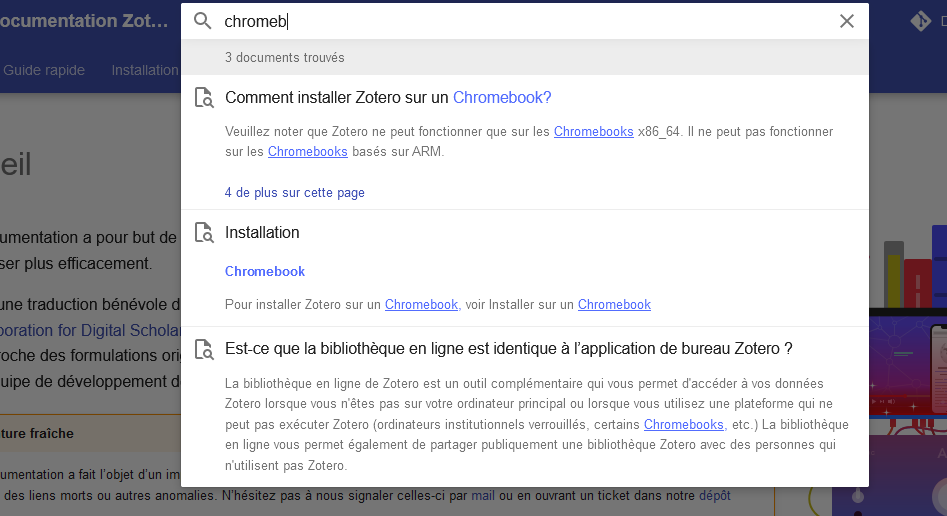 ocumentation Zot...
chromeb
D
3 documents trouvés
Guide rapide
Installation
Comment installer Zotero sur un Chromebook?
Veuillez noter que Zotero ne peut fonctionner que sur les Chromebooks x86_64. Il ne peut pas fonctionner
sur les Chromebooks basés sur ARM.
4 de plus sur cette page
Installation
Chromebook
Pour installer Zotero sur un Chromebook, voir Installer sur un Chromebook
Est-ce que la bibliothèque en ligne est identique à l'application de bureau Zotero ?
La bibliothèque en ligne de Zotero est un outil complémentaire qui vous permet d'accéder à vos données
Zotero lorsque vous n'êtes pas sur votre ordinateur principal ou lorsque vous utilisez une plateforme qui ne
peut pas exécuter Zotero (ordinateurs institutionnels verrouillés, certains Chromebooks, etc.) La bibliothèque
en ligne vous permet également de partager publiquement une bibliothèque Zotero avec des personnes qui
n'utilisent pas Zotero.
eil
umentation a pour but de
ser plus efficacement.
une traduction bénévole d
oration for Digital Scholar
roche des formulations ori
quipe de développement de
ture fraîche
umentation a fait l'objet d'un im
des liens morts ou autres anomalies. N'hésitez pas à nous signaler celles-ci par mail ou en ouvrant un ticket dans notre dépôt